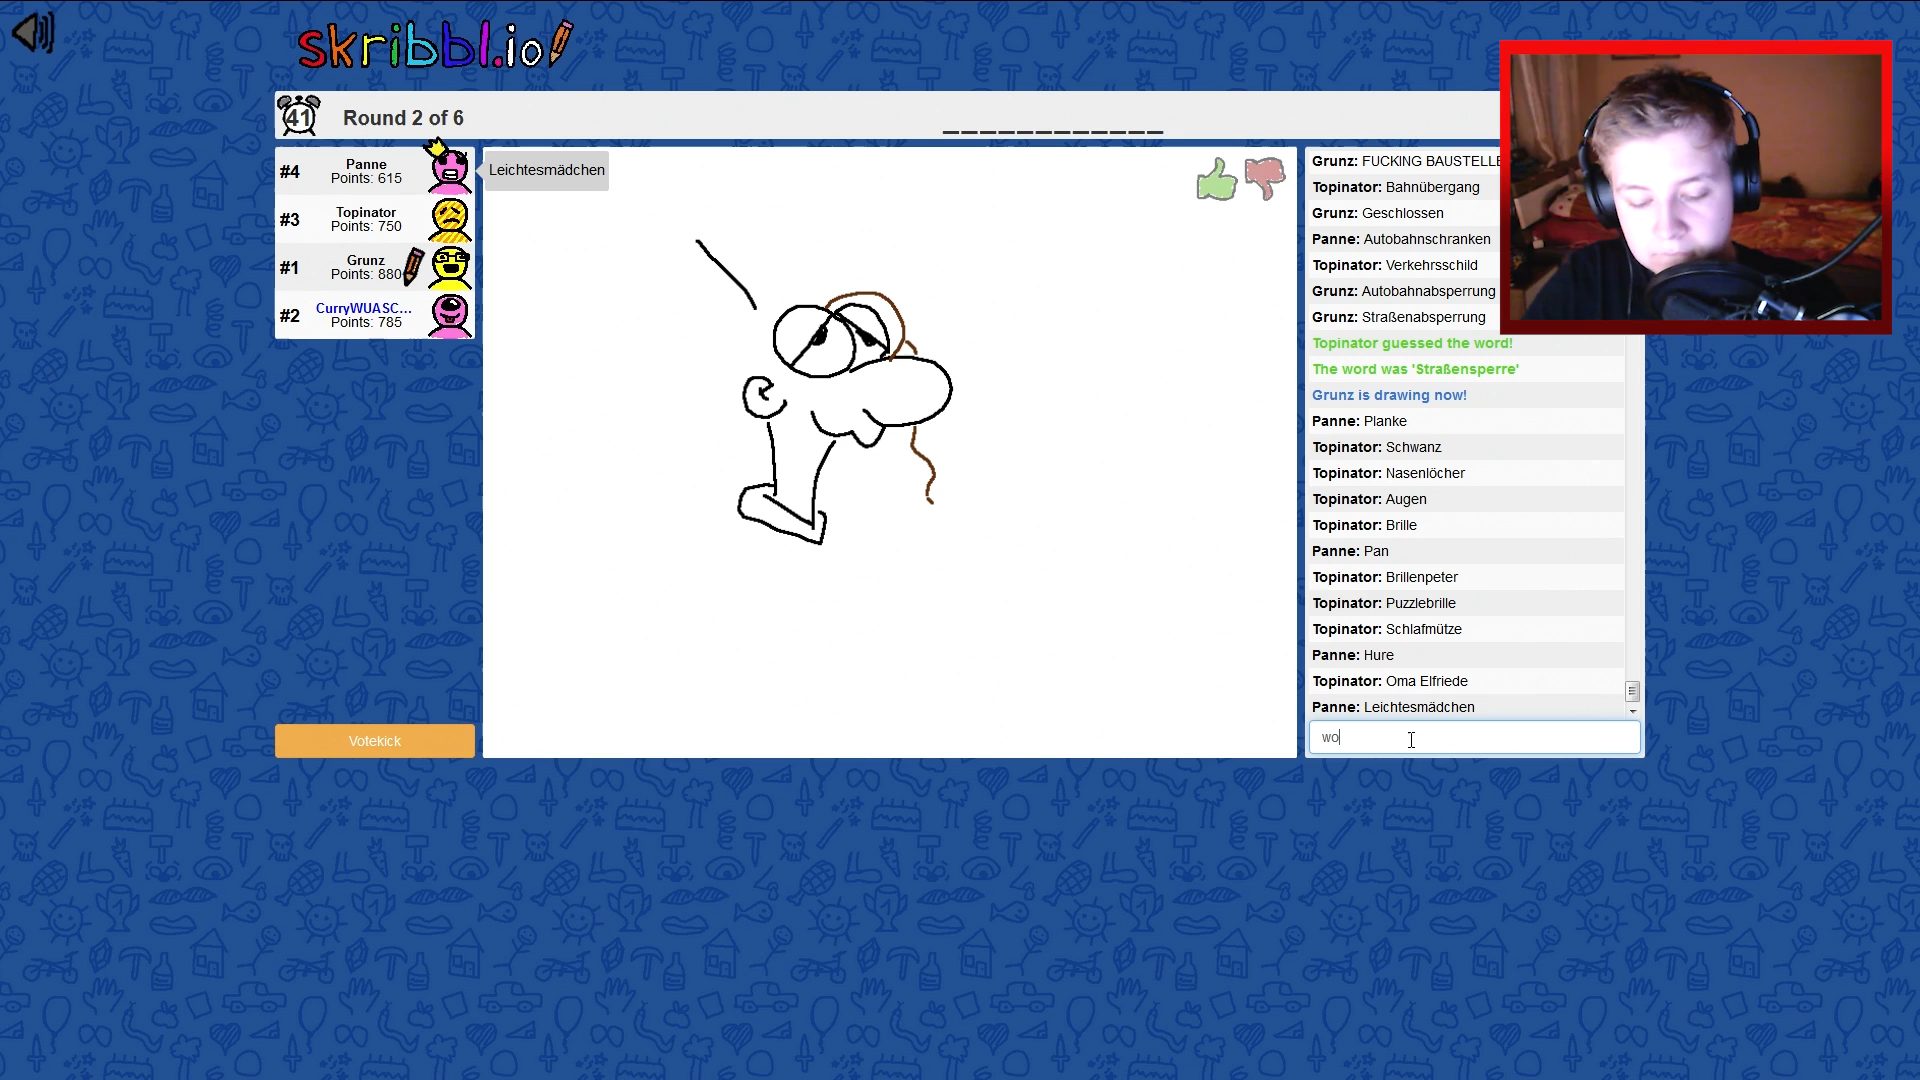 skribbl.io
41
Round 2 of 6
____________
#4
Panne
Points: 615
#3
Topinator
Points: 750
#1
Grunz
Points: 880
#2
CurryWUASC...
Points: 785
Votekick
Leichtesmädchen
Grunz: FUCKING BAUSTELLE
Topinator: Bahnübergang
Grunz: Geschlossen
Panne: Autobahnschranken
Topinator: Verkehrsschild
Grunz: Autobahnabsperrung
Grunz: Straßenabsperrung
Topinator guessed the word!
The word was 'Straßensperre'
Grunz is drawing now!
Panne: Planke
Topinator: Schwanz
Topinator: Nasenlöcher
Topinator: Augen
Topinator: Brille
Panne: Pan
Topinator: Brillenpeter
Topinator: Puzzlebrille
Topinator: Schlafmütze
Panne: Hure
Topinator: Oma Elfriede
Panne: Leichtesmädchen
wo